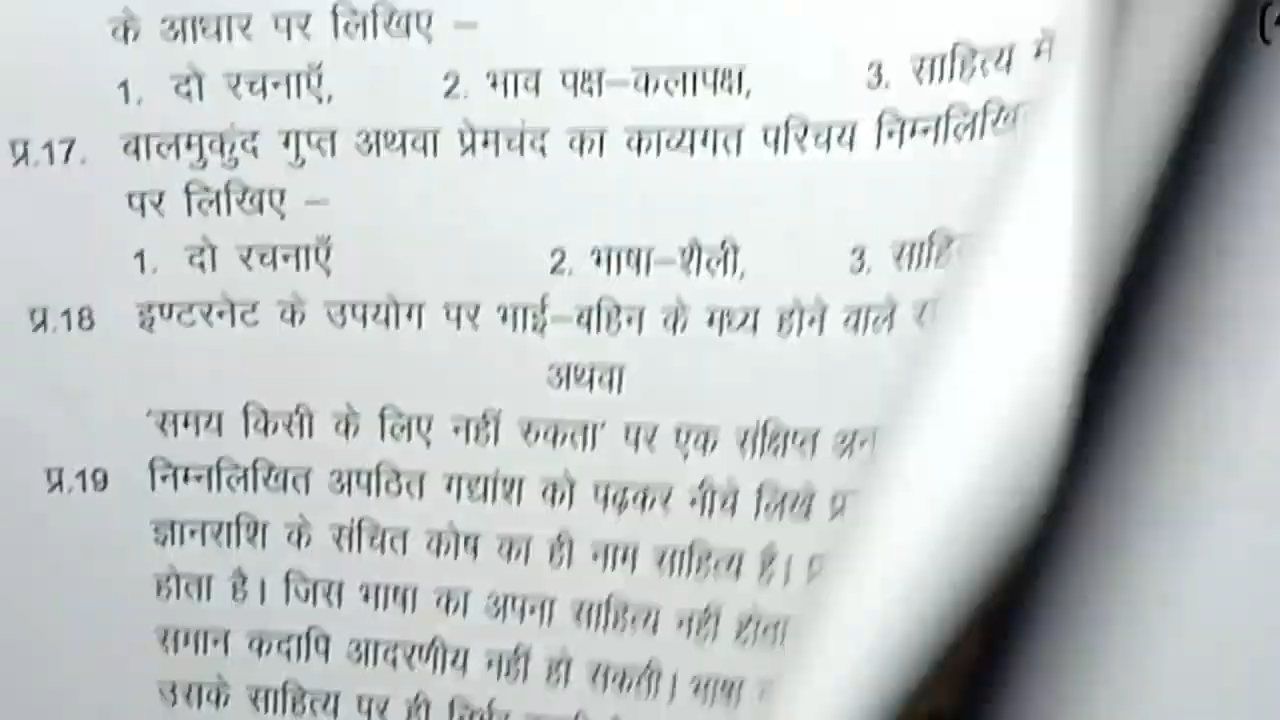 के आधार पर लिखिए –
1. दो रचनाएँ, 2. भाव पक्ष–कलापक्ष, 3. साहित्य में
प्र.17. बालमुकुंद गुप्त अथवा प्रेमचंद का काव्यगत परिचय
पर लिखिए –
1. दो रचनाएँ 2. भाषा–शैली, 3.
प्र.18 इण्टरनेट के उपयोग पर भाई–बहिन के मध्य होने वाले
अथवा
'समय किसी के लिए नहीं रुकता' पर एक संक्षिप्त
प्र.19 निम्नलिखित अपठित गद्यांश को पढ़कर नीचे लिखे
ज्ञानराशि के संचित कोष का ही नाम साहित्य है।
होता है। जिस भाषा का अपना साहित्य नहीं होता
समान कदापि आदरणीय नहीं हो सकती। भाषा
उसके साहित्य पर ही